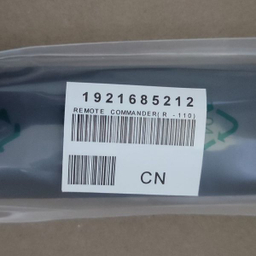 1921685212
REMOTE COMMANDER( R -110)
CN